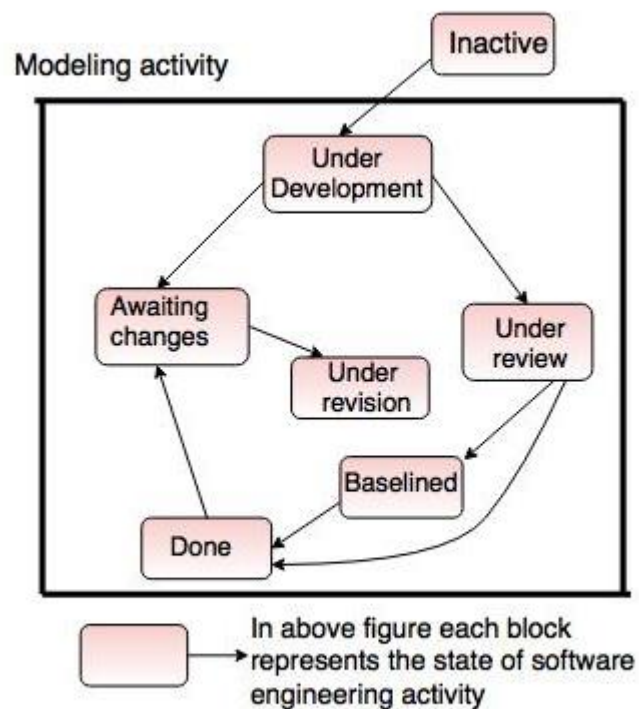 Inactive
Modeling activity
Under
Development
Awaiting
changes
Under
review
Under
revision
Baselined
Done
In above figure each block
represents the state of software
engineering activity